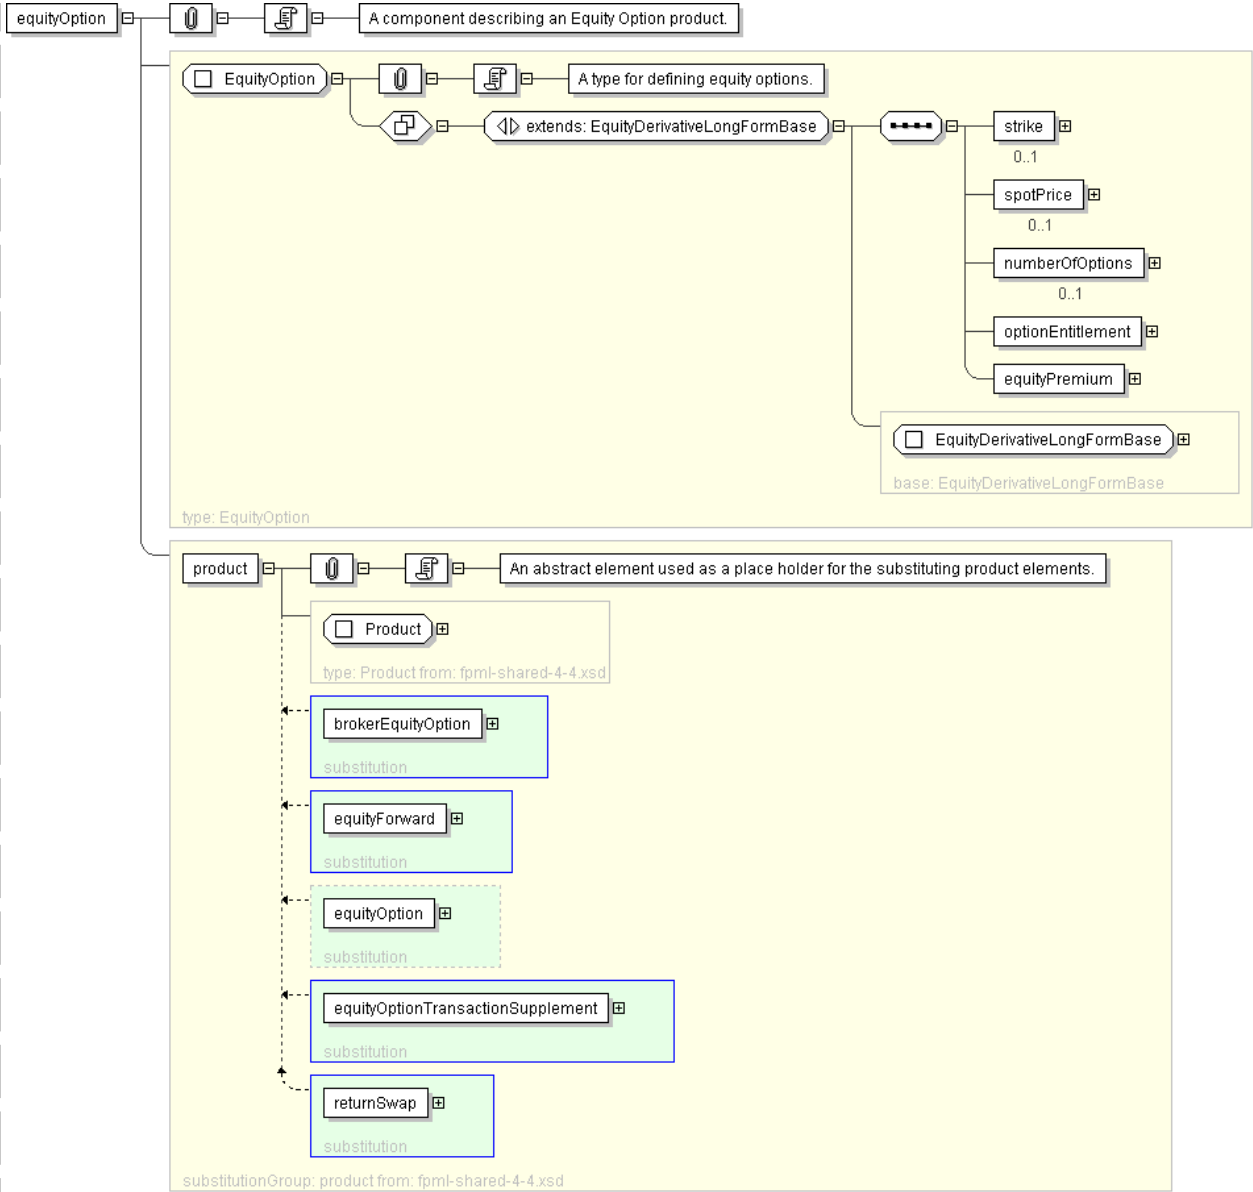 equityOption
A component describing an Equity Option product.
EquityOption
A type for defining equity options.
extends: EquityDerivativeLongFormBase
strike
0..1
spotPrice
0..1
numberOfOptions
0..1
optionEntitlement
equityPremium
EquityDerivativeLongFormBase
base: EquityDerivativeLongFormBase
type: EquityOption
product
An abstract element used as a place holder for the substituting product elements.
Product
type: Product from: fpml-shared-4-4.xsd
brokerEquityOption
substitution
equityForward
substitution
equityOption
substitution
equityOptionTransactionSupplement
substitution
returnSwap
substitution
substitutionGroup: product from: fpml-shared-4-4.xsd